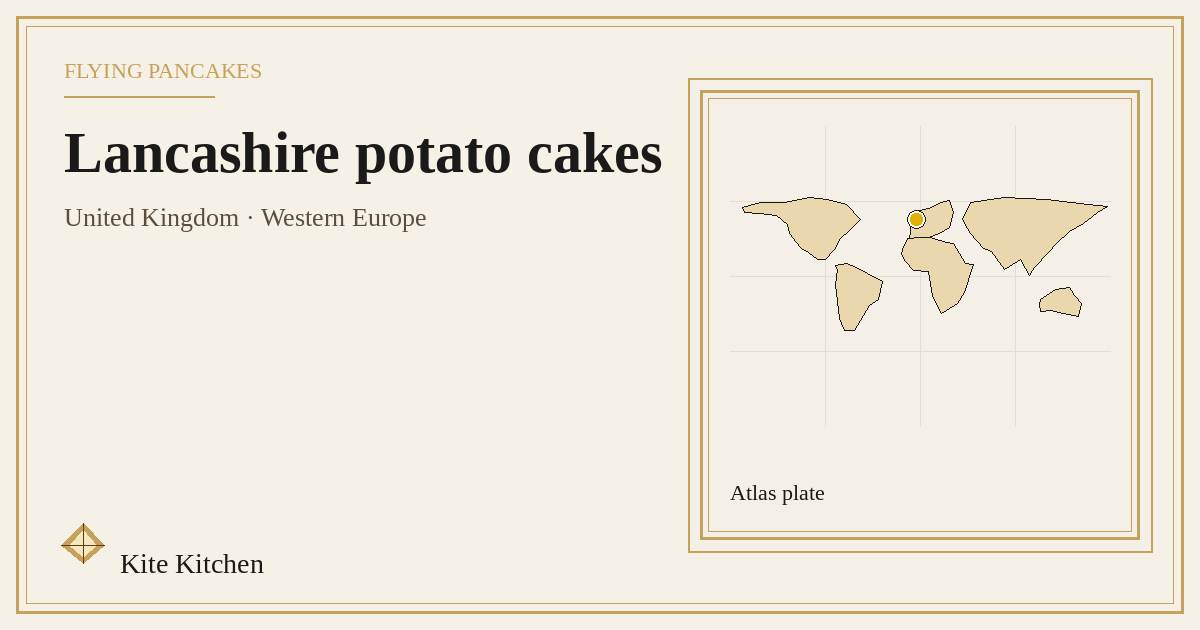 FLYING PANCAKES
Lancashire potato cakes
United Kingdom · Western Europe
Atlas plate
Kite Kitchen